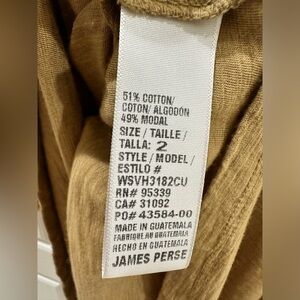 51% COTTON/
COTON/ ALGODÓN
49% MODAL
SIZE / TAILLE /
TALLA: 2
STYLE / MODEL /
ESTILO #
WSVH3182CU
RN# 95339
CA# 31092
PO# 43584-00
MADE IN GUATEMALA
FABRIQUE AU GUATEMALA
HECHO EN GUATEMALA
JAMES PERSE